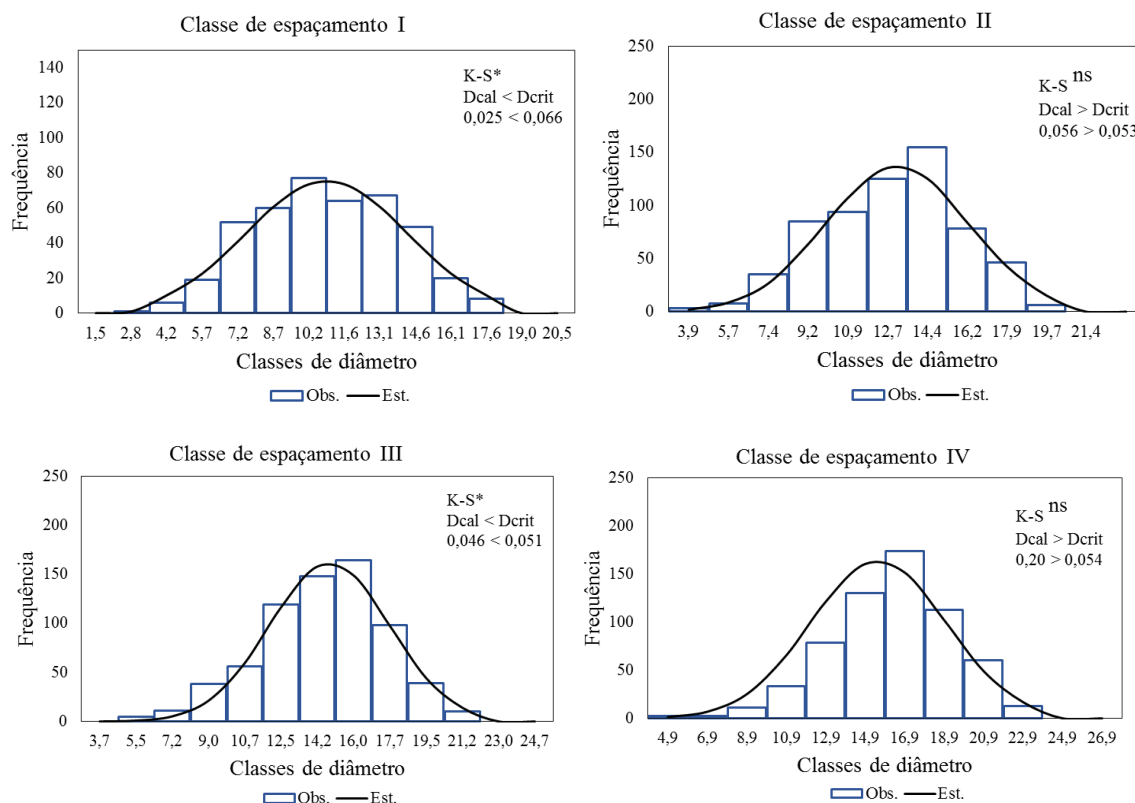 Classe de espaçamento I
140
120
100
80
60
40
20
0
Frequência
K-S*
Dcal < Dcrit
0,025 < 0,066
1,5 2,8 4,2 5,7 7,2 8,7 10,2 11,6 13,1 14,6 16,1 17,6 19,0 20,5
Classes de diâmetro
Obs. Est.
Classe de espaçamento II
250
200
150
100
50
0
Frequência
K-S ns
Dcal > Dcrit
0,056 > 0,053
3,9 5,7 7,4 9,2 10,9 12,7 14,4 16,2 17,9 19,7 21,4
Classes de diâmetro
Obs. Est.
Classe de espaçamento III
250
200
150
100
50
0
Frequência
K-S*
Dcal < Dcrit
0,046 < 0,051
3,7 5,5 7,2 9,0 10,7 12,5 14,2 16,0 17,7 19,5 21,2 23,0 24,7
Classes de diâmetro
Obs. Est.
Classe de espaçamento IV
250
200
150
100
50
0
Frequência
K-S ns
Dcal > Dcrit
0,20 > 0,054
4,9 6,9 8,9 10,9 12,9 14,9 16,9 18,9 20,9 22,9 24,9 26,9
Classes de diâmetro
Obs. Est.